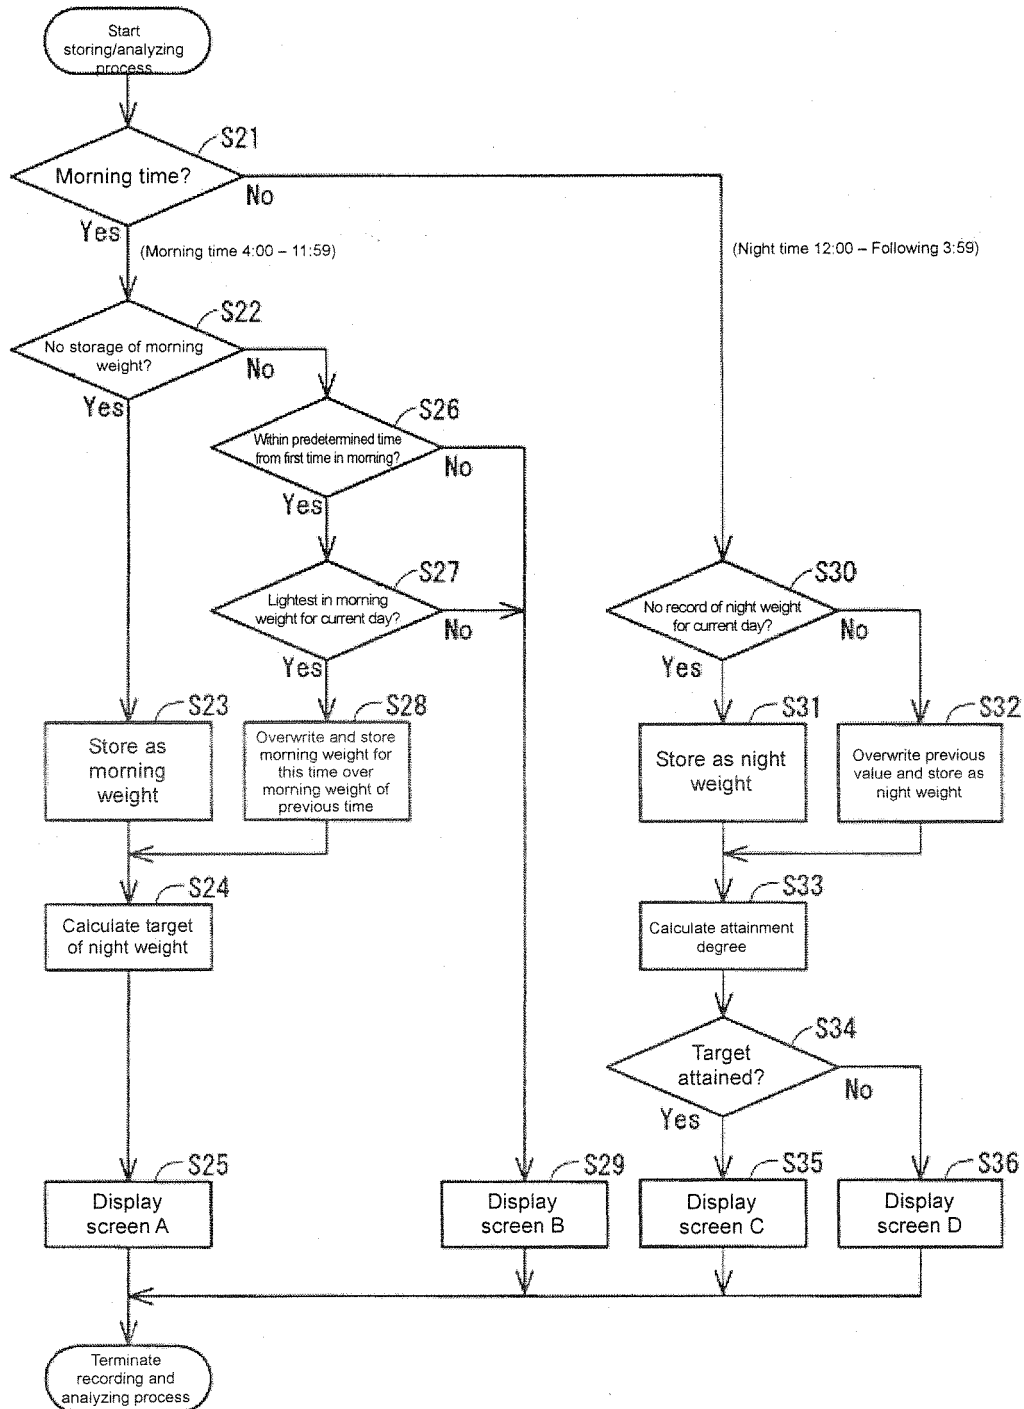 Start
storing/analyzing
process
S21
Morning time?
No
Yes
(Morning time 4:00 – 11:59)
(Night time 12:00 – Following 3:59)
S22
No storage of morning
weight?
No
Yes
S26
Within predetermined time
from first time in morning?
No
Yes
S27
Lightest in morning
weight for current day?
No
Yes
S30
No record of night weight
for current day?
No
Yes
S23
Store as
morning
weight
S28
Overwrite and store
morning weight for
this time over
morning weight of
previous time
S31
Store as night
weight
S32
Overwrite previous
value and store as
night weight
S24
Calculate target
of night weight
S33
Calculate attainment
degree
S34
Target
attained?
No
Yes
S25
Display
screen A
S29
Display
screen B
S35
Display
screen C
S36
Display
screen D
Terminate
recording and
analyzing process